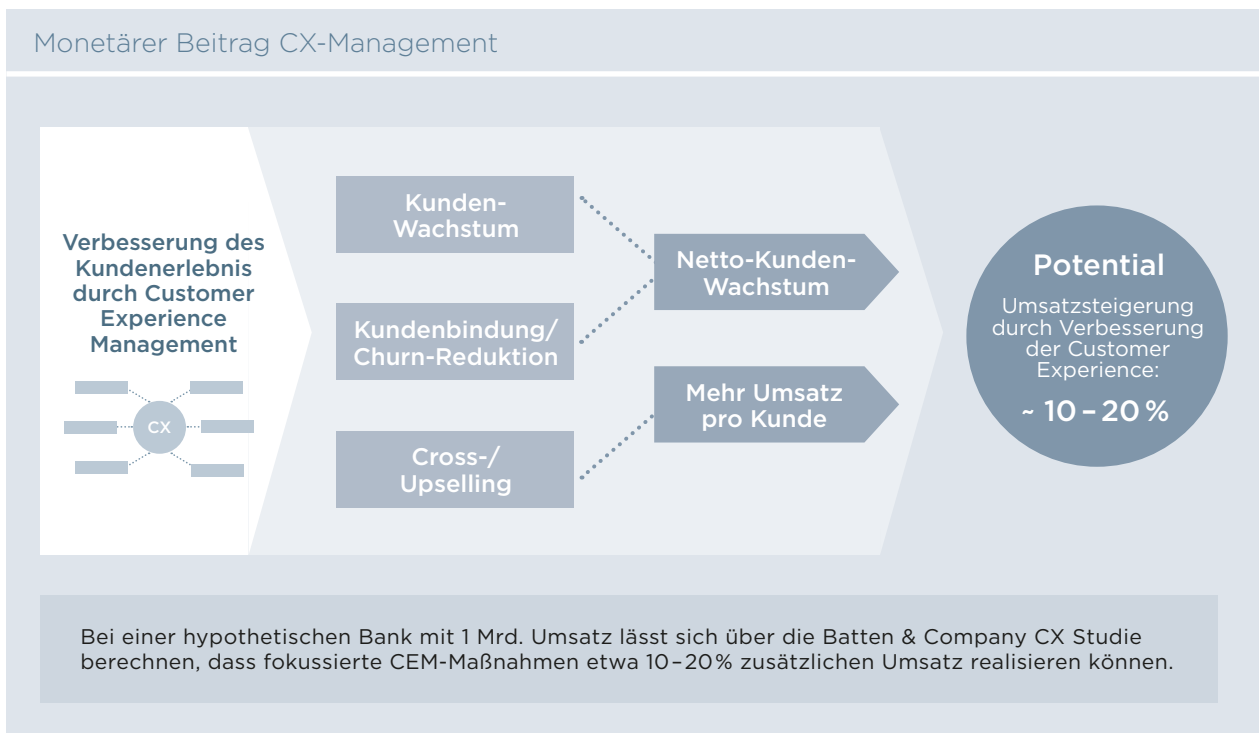 Monetärer Beitrag CX-Management
Verbesserung des
Kundenerlebnis
durch Customer
Experience
Management
CX
Kunden-
Wachstum
Kundenbindung/
Churn-Reduktion
Cross-/
Upselling
Netto-Kunden-
Wachstum
Mehr Umsatz
pro Kunde
Potential
Umsatzsteigerung
durch Verbesserung
der Customer
Experience:
~ 10 – 20 %
Bei einer hypothetischen Bank mit 1 Mrd. Umsatz lässt sich über die Batten & Company CX Studie
berechnen, dass fokussierte CEM-Maßnahmen etwa 10 – 20 % zusätzlichen Umsatz realisieren können.